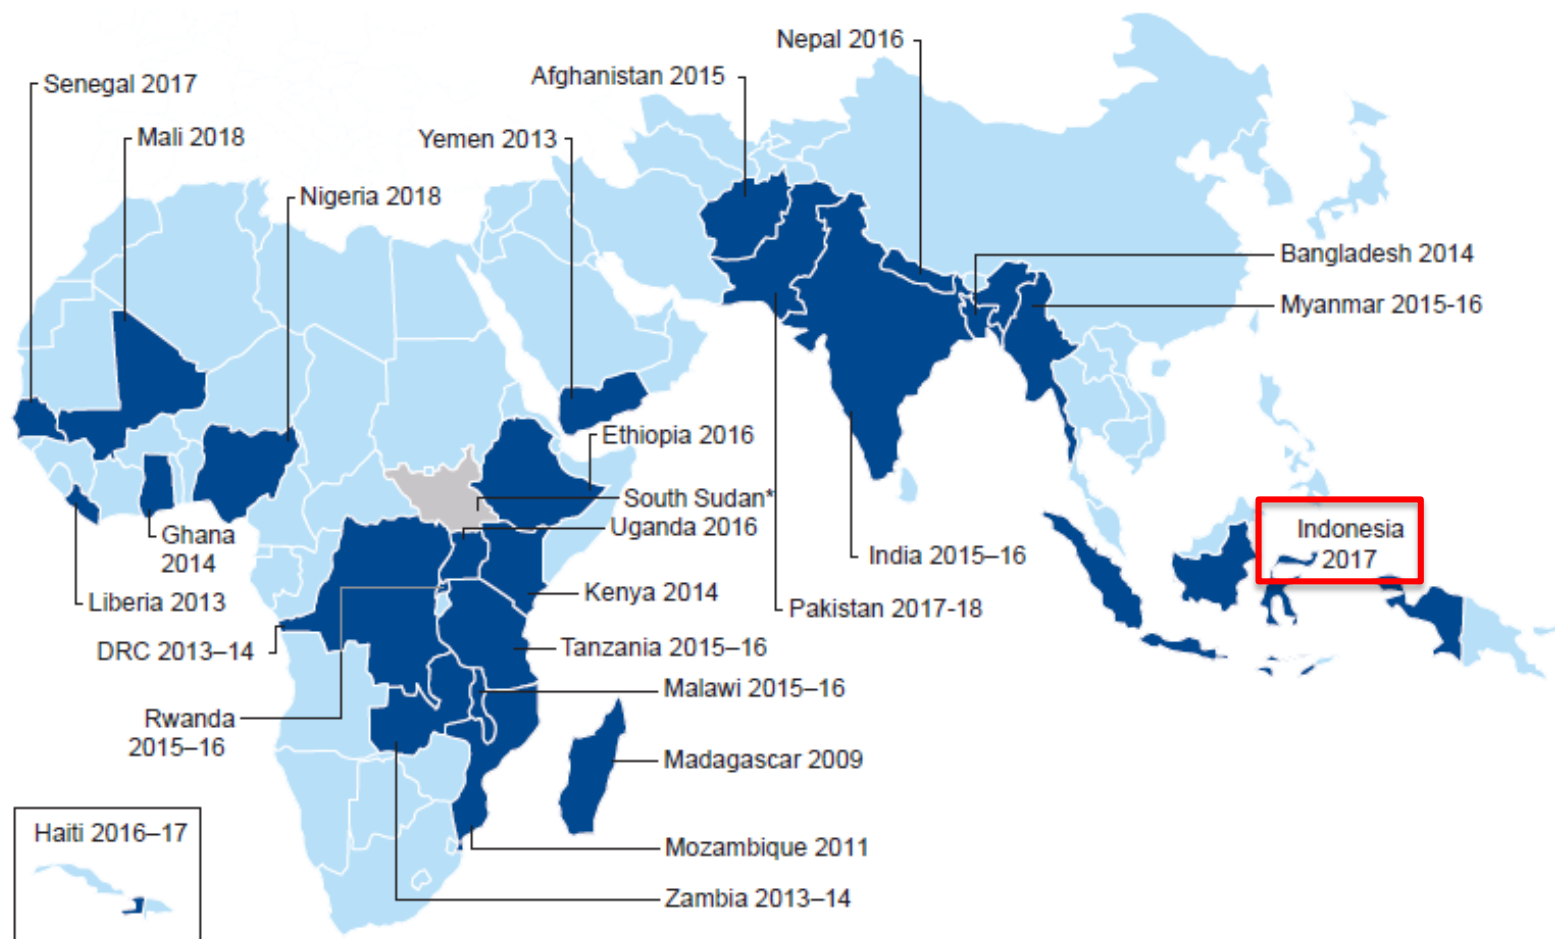 Nepal 2016
Afghanistan 2015
Senegal 2017
Mali 2018
Yemen 2013
Nigeria 2018
Bangladesh 2014
Myanmar 2015-16
Ethiopia 2016
South Sudan*
Uganda 2016
Ghana
2014
Indonesia
2017
India 2015–16
Kenya 2014
Liberia 2013
Pakistan 2017-18
DRC 2013–14
Tanzania 2015–16
Malawi 2015–16
Rwanda
2015–16
Madagascar 2009
Haiti 2016–17
Mozambique 2011
Zambia 2013–14